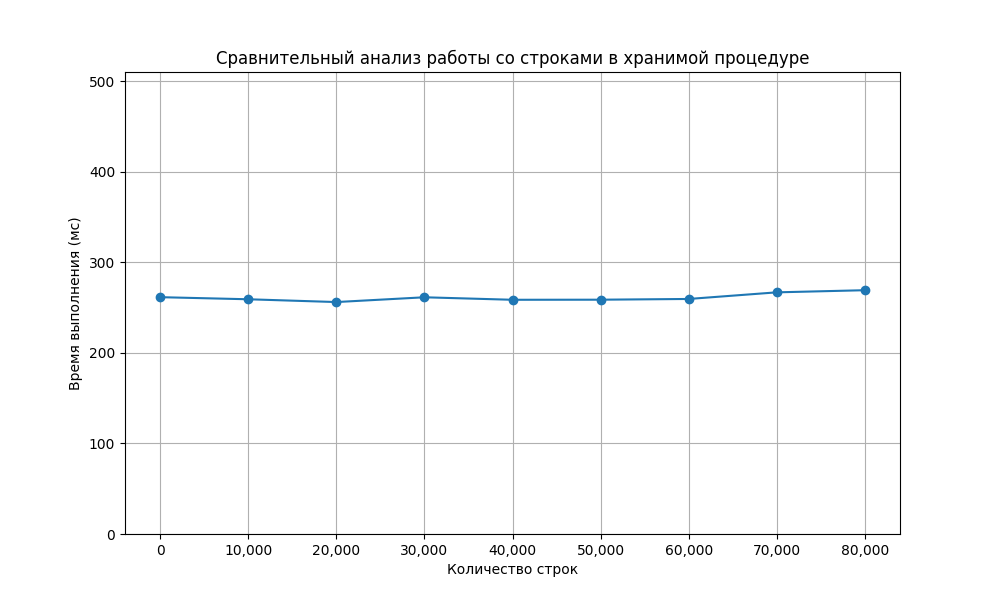 Сравнительный анализ работы со строками в хранимой процедуре
500
400
300
200
100
0
Время выполнения (мс)
0 10,000 20,000 30,000 40,000 50,000 60,000 70,000 80,000
Количество строк